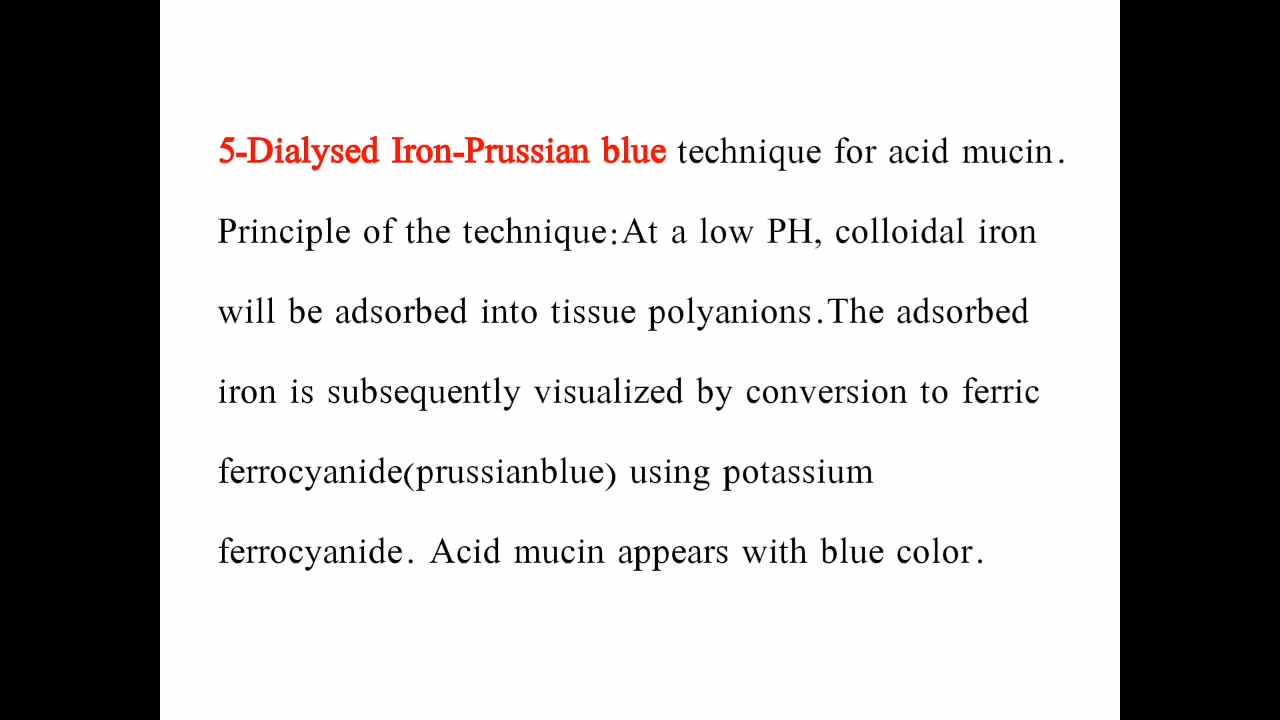 5-Dialysed Iron-Prussian blue technique for acid mucin.
Principle of the technique:At a low PH, colloidal iron
will be adsorbed into tissue polyanions.The adsorbed
iron is subsequently visualized by conversion to ferric
ferrocyanide(prussianblue) using potassium
ferrocyanide. Acid mucin appears with blue color.